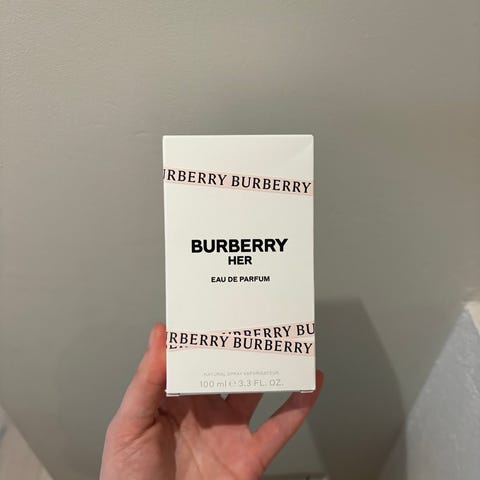 URBERRY BURBERRY
BURBERRY
HER
EAU DE PARFUM
BURBERRY BU
URBERRY BURBERRY
NATURAL SPRAY VAPORISATEUR
100 ml ℮ 3.3 FL. OZ.